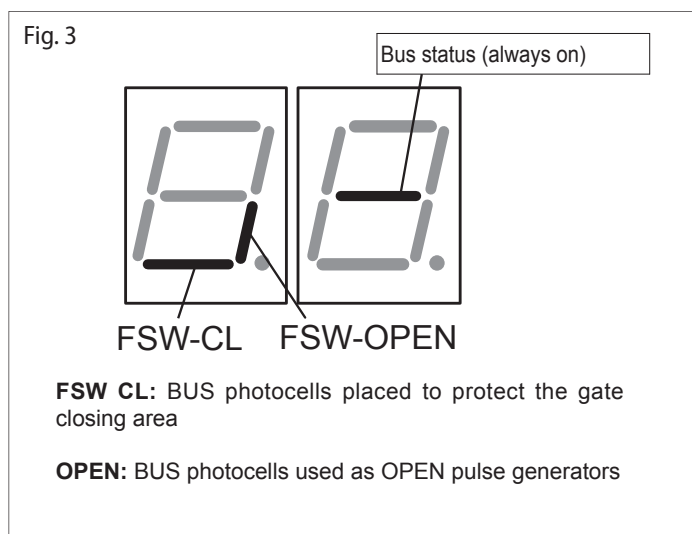 Fig. 3
Bus status (always on)
FSW-CL FSW-OPEN
FSW CL: BUS photocells placed to protect the gate
closing area
OPEN: BUS photocells used as OPEN pulse generators